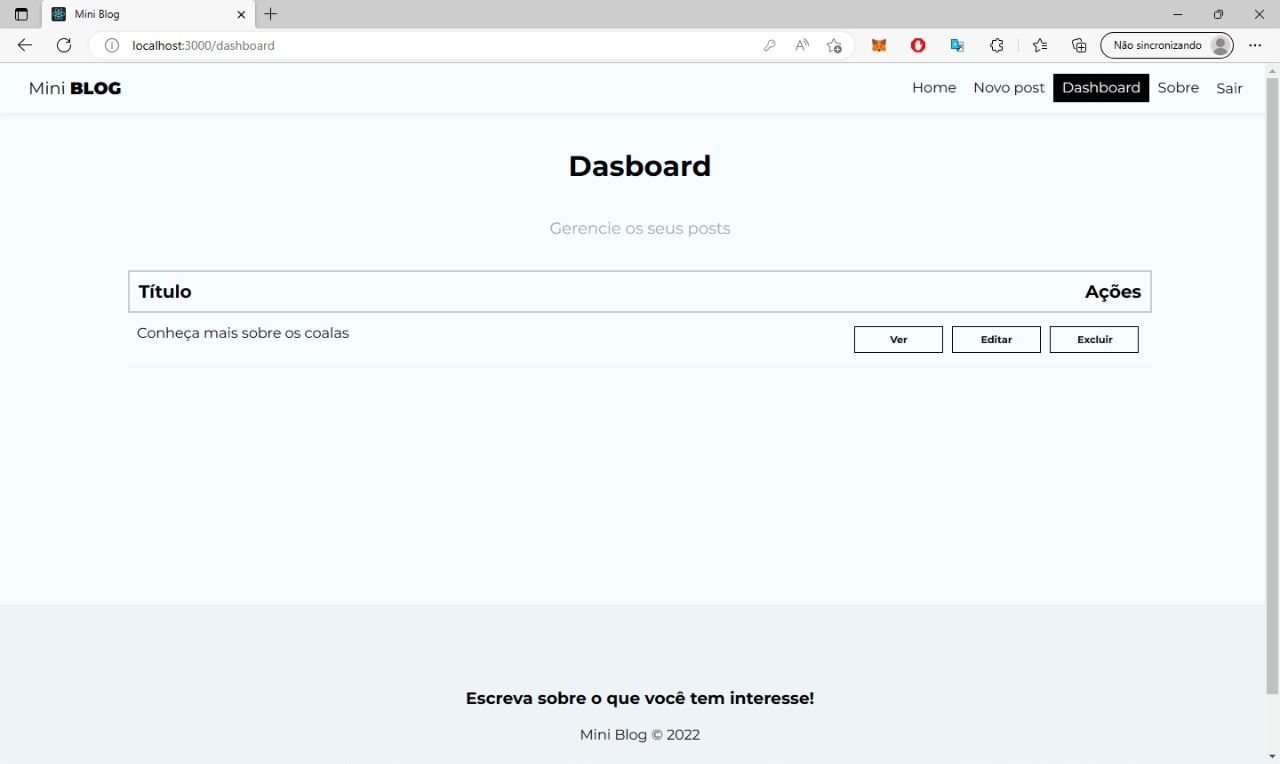 Mini Blog
localhost:3000/dashboard
Não sincronizando
Mini BLOG
Home Novo post Dashboard Sobre Sair
Dasboard
Gerencie os seus posts
Título Ações
Conheça mais sobre os coalas Ver Editar Excluir
Escreva sobre o que você tem interesse!
Mini Blog © 2022